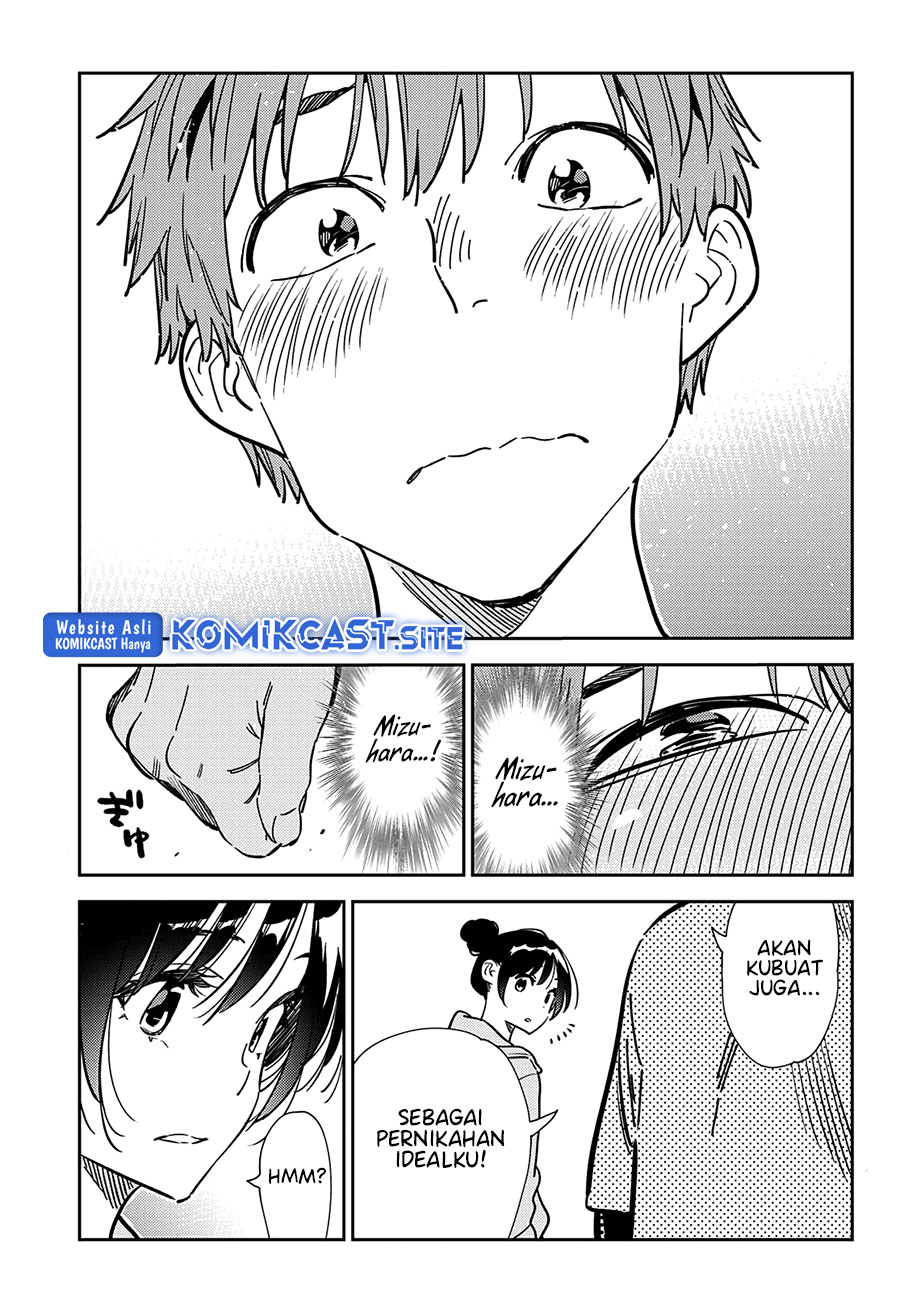 Website Asli
KOMIKCAST Hanya
KOMIKCAST.SITE
Mizu-
hara...
Mizu-
hara...!
ぎゅ
AKAN
KUBUAT
JUGA...
SEBAGAI
PERNIKAHAN
IDEALKU!
HMM?